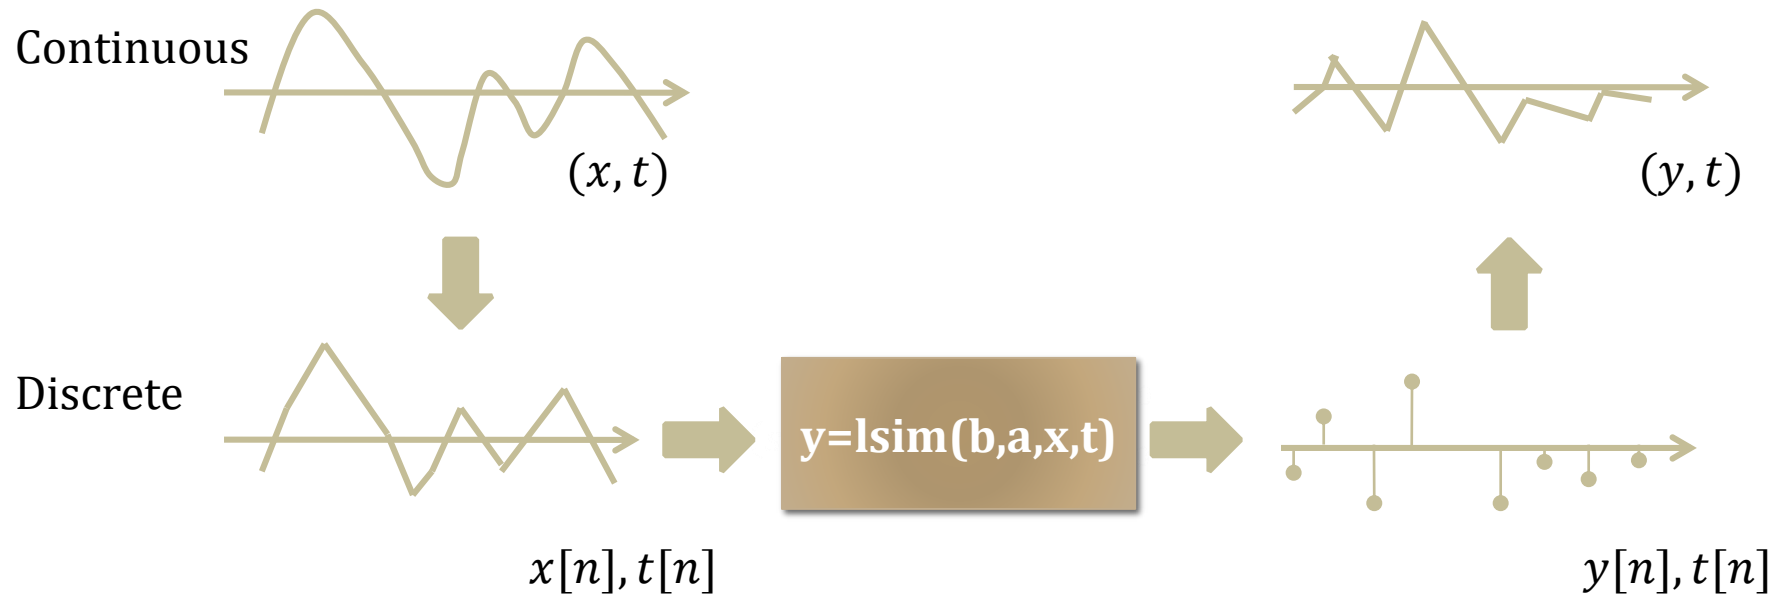 Continuous
(x, t)
(y, t)
Discrete
y=lsim(b,a,x,t)
x[n], t[n]
y[n], t[n]